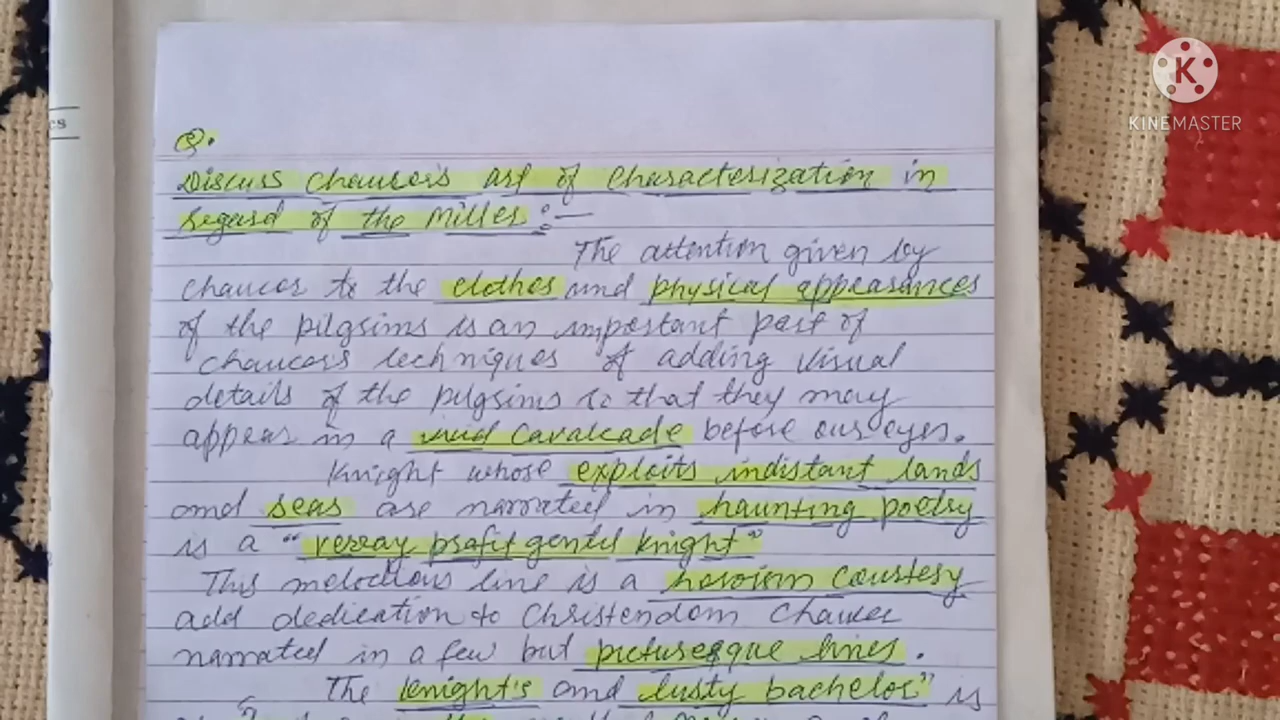 cs
K
KINEMASTER
Q.
Discuss Chaucer's art of Characterization in
regard of the Miller :—
The attention given by
Chaucer to the clothes and physical appearances
of the pilgrims is an important part of
Chaucer's techniques of adding visual
details of the pilgrims so that they may
appear in a vivid Cavalcade before our eyes.
Knight whose exploits in distant lands
and seas are narrated in haunting poetry
is a "verray profit gentil knight"
This melodious line is a heroism Courtesy
add dedication to Christendom Chaucer
narrated in a few but picturesque lines.
The Knight's and lusty bachelor" is